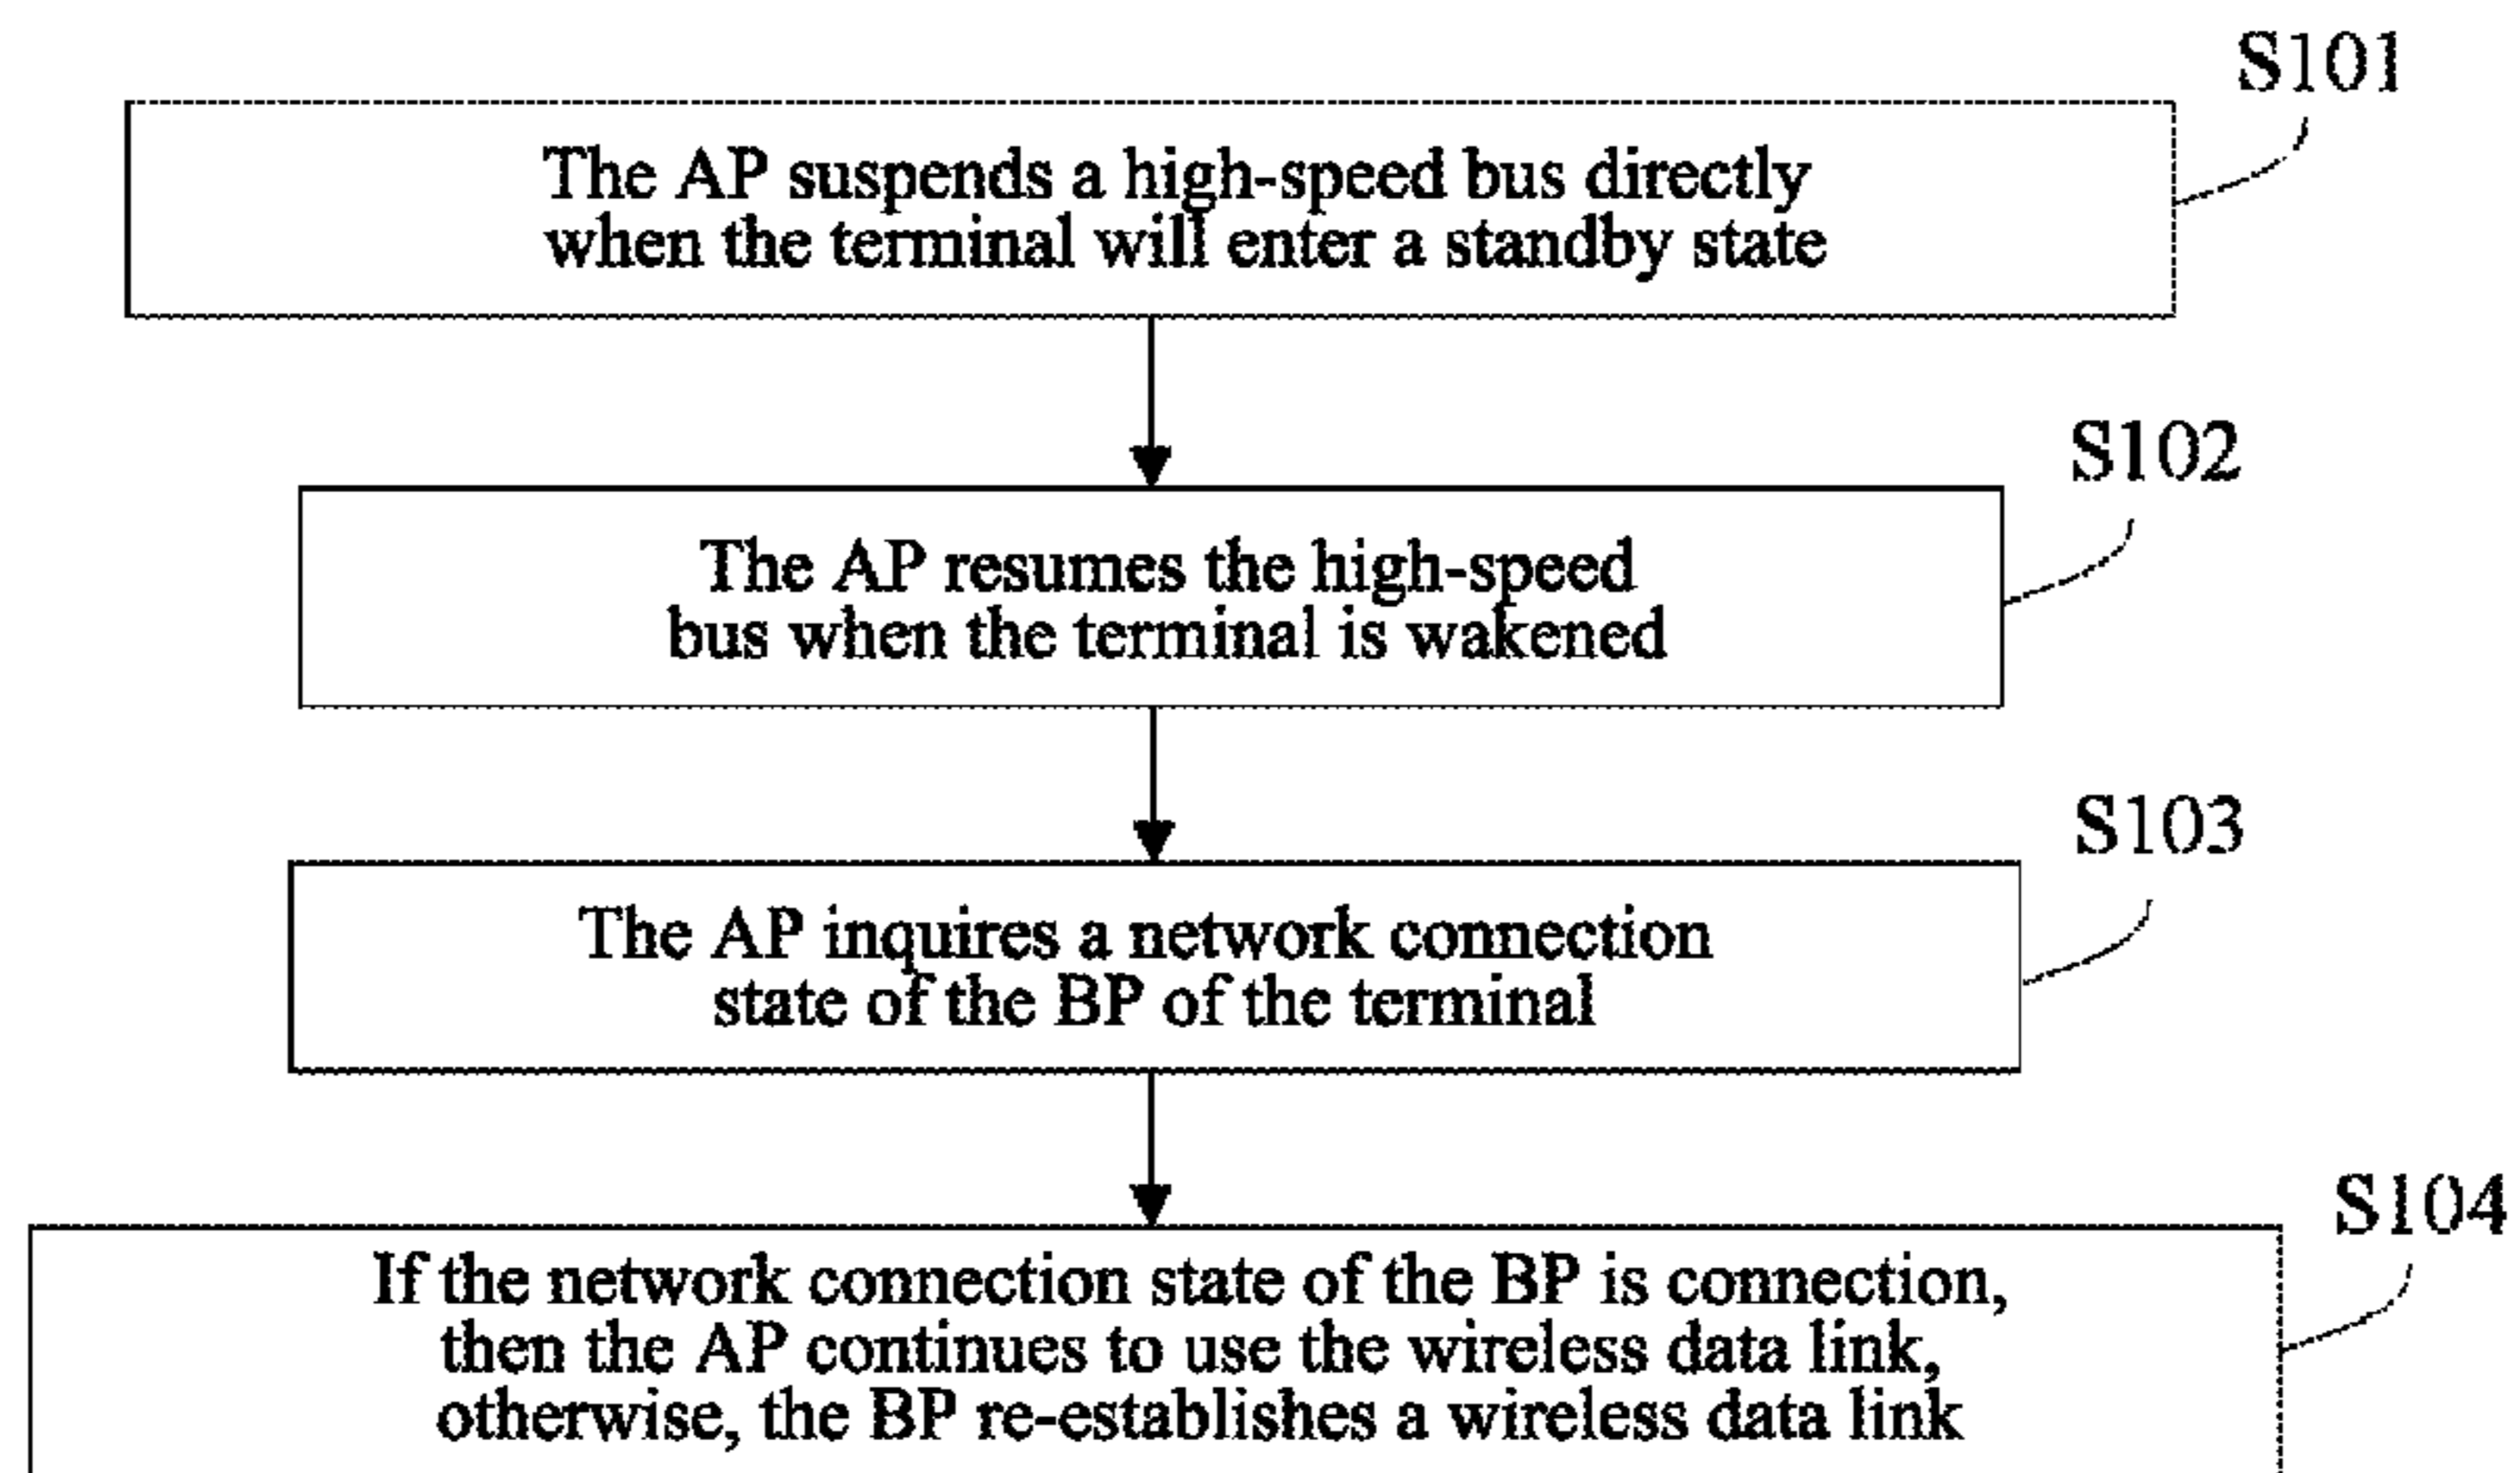 S101
The AP suspends a high-speed bus directly
when the terminal will enter a standby state
S102
The AP resumes the high-speed
bus when the terminal is wakened
S103
The AP inquires a network connection
state of the BP of the terminal
S104
If the network connection state of the BP is connection,
then the AP continues to use the wireless data link,
otherwise, the BP re-establishes a wireless data link